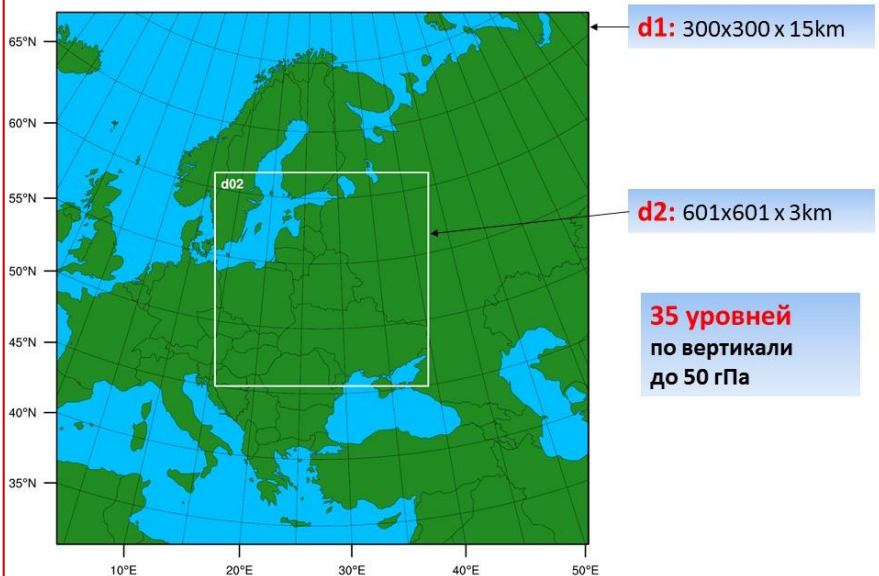 65°N
60°N
55°N
50°N
45°N
40°N
35°N
10°E 20°E 30°E 40°E 50°E
d02
d1: 300x300 x 15km
d2: 601x601 x 3km
35 уровней
по вертикали
до 50 гПа